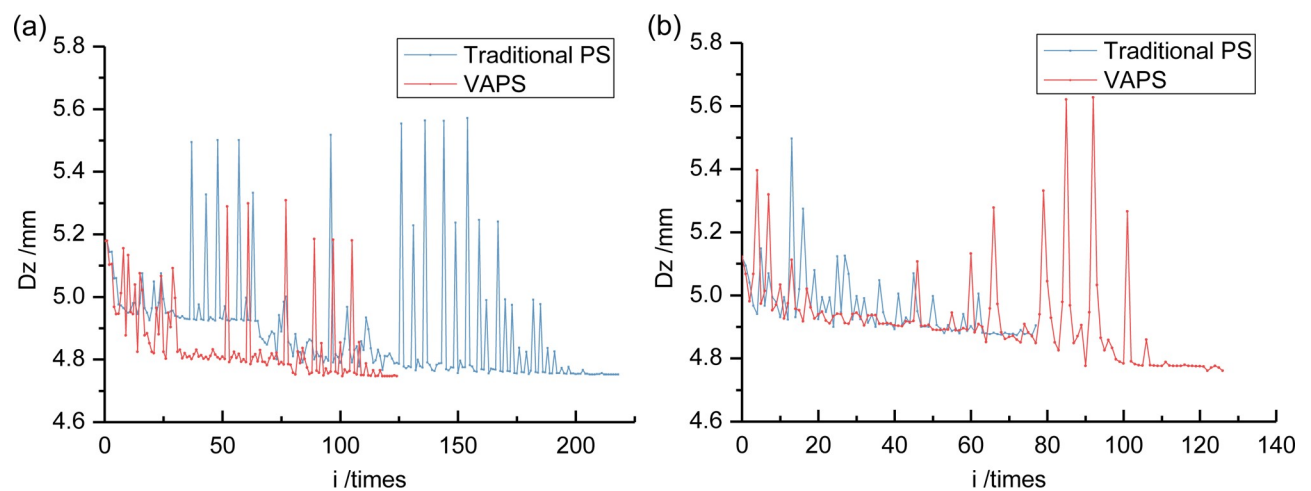 (a)
5.8
5.6
5.4
5.2
5.0
4.8
4.6
Dz /mm
0 50 100 150 200
i /times
Traditional PS
VAPS
(b)
5.8
5.6
5.4
5.2
5.0
4.8
4.6
Dz /mm
0 20 40 60 80 100 120 140
i /times
Traditional PS
VAPS